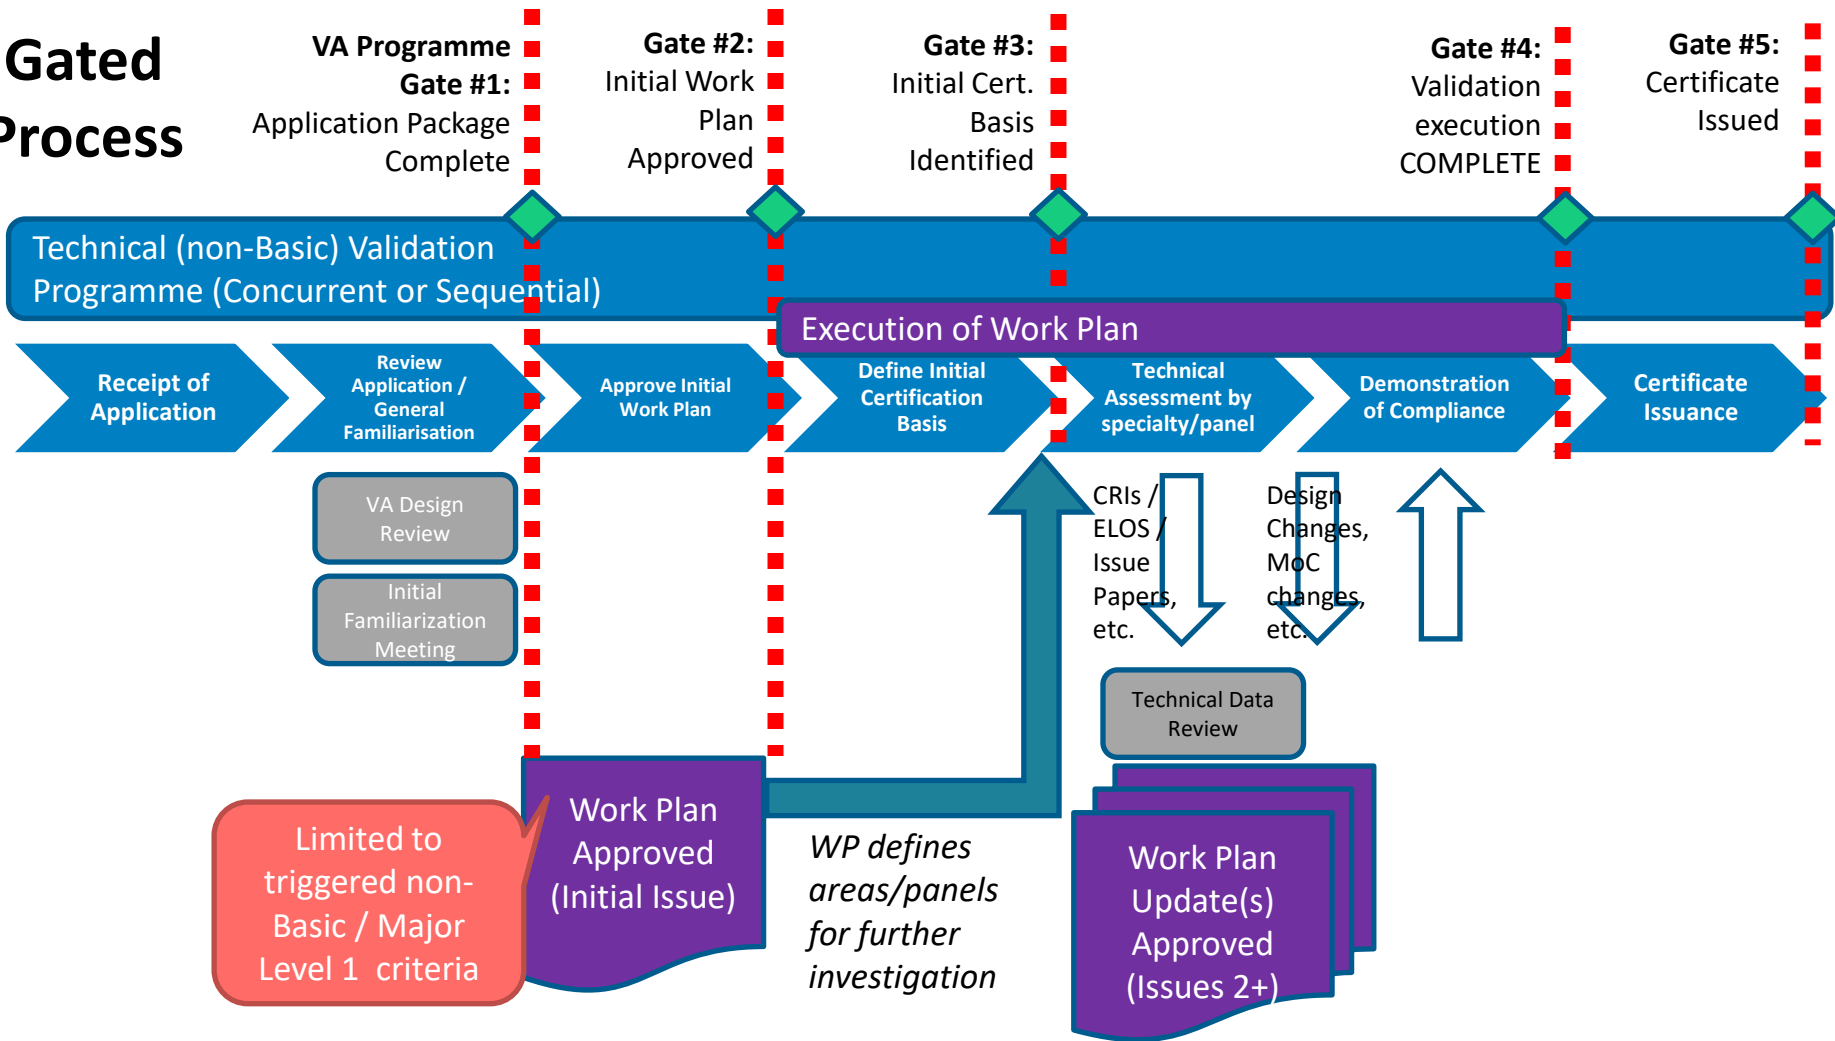 Gated
Process
VA Programme
Gate #1:
Application Package
Complete
Gate #2:
Initial Work
Plan
Approved
Gate #3:
Initial Cert.
Basis
Identified
Gate #4:
Validation
execution
COMPLETE
Gate #5:
Certificate
Issued
Technical (non-Basic) Validation
Programme (Concurrent or Sequential)
Execution of Work Plan
Receipt of
Application
Review
Application /
General
Familiarisation
Approve Initial
Work Plan
Define Initial
Certification
Basis
Technical
Assessment by
specialty/panel
Demonstration
of Compliance
Certificate
Issuance
VA Design
Review
Initial
Familiarization
Meeting
CRIs /
ELOS /
Issue
Papers,
etc.
Design
Changes,
MoC
changes,
etc.
Technical Data
Review
Limited to
triggered non-
Basic / Major
Level 1 criteria
Work Plan
Approved
(Initial Issue)
WP defines
areas/panels
for further
investigation
Work Plan
Update(s)
Approved
(Issues 2+)